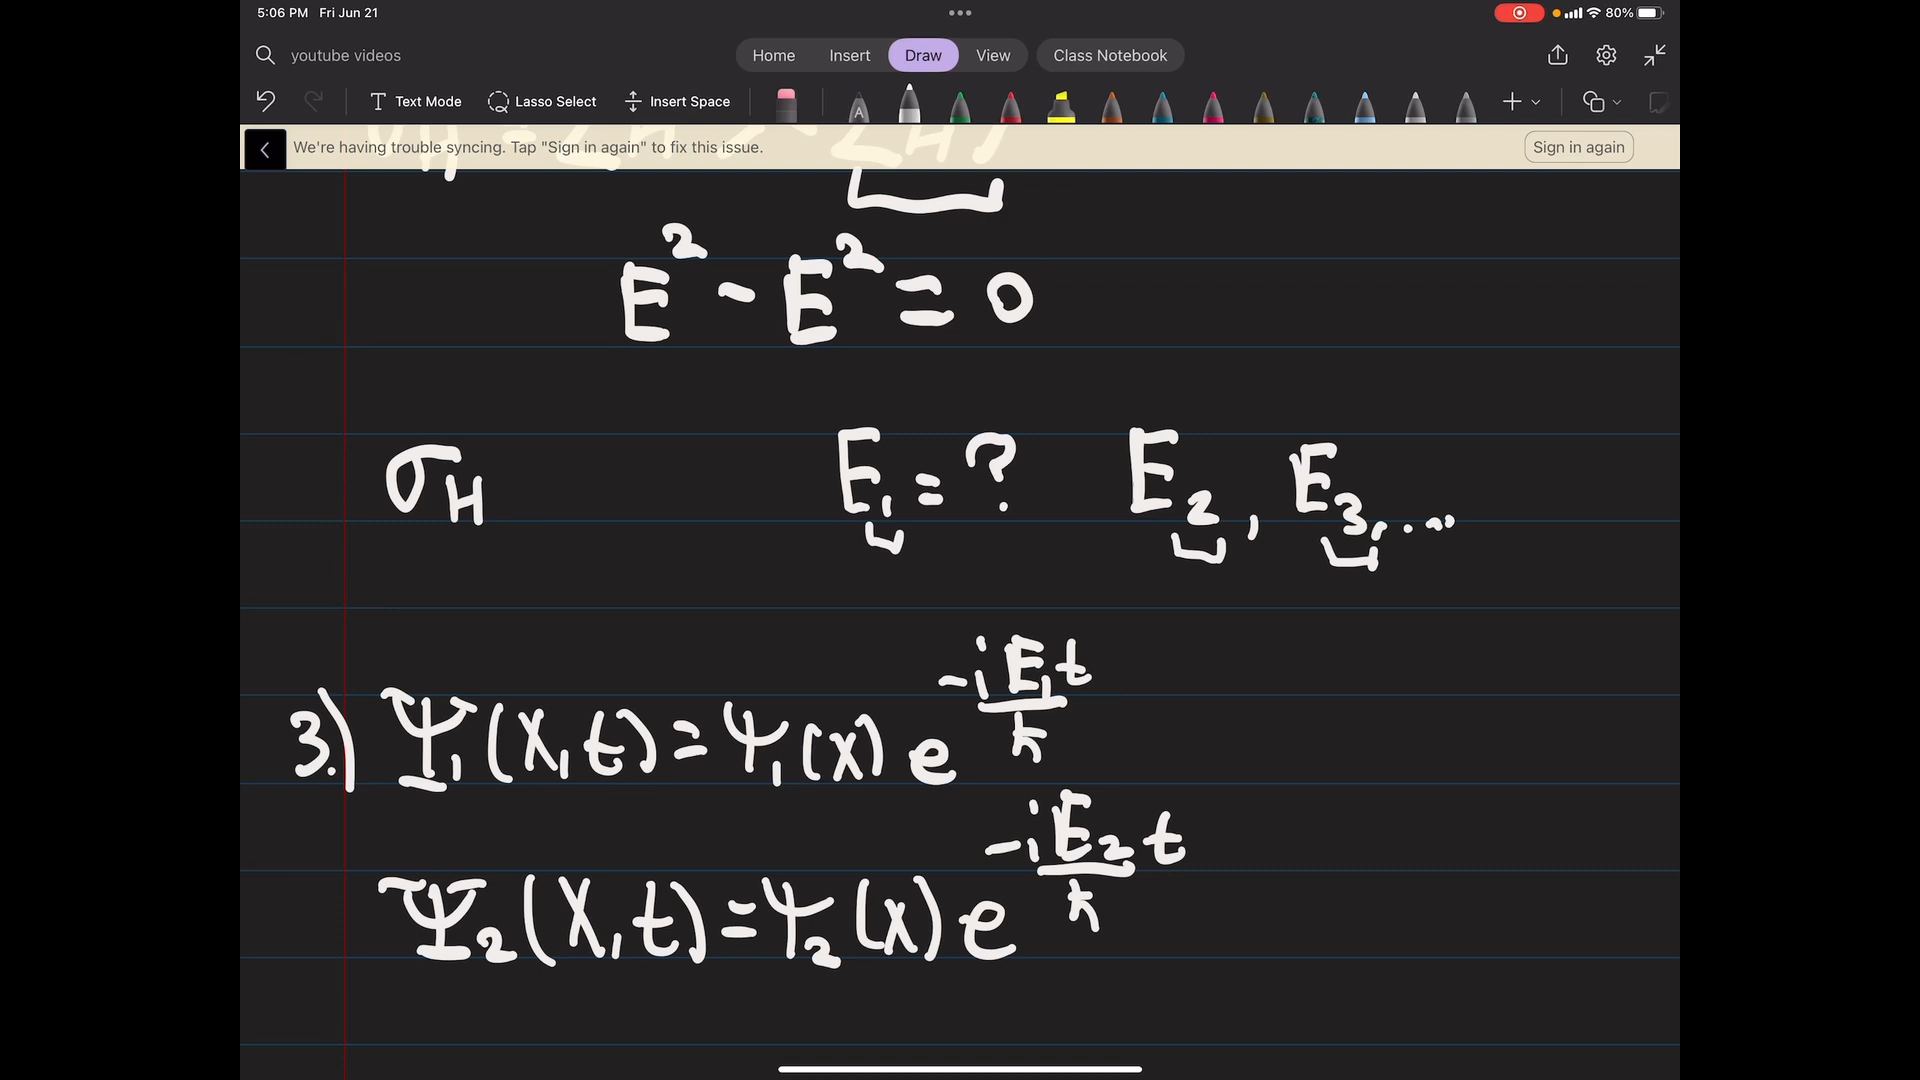 5:06 PM Fri Jun 21
80%
youtube videos
Home Insert Draw View Class Notebook
Text Mode Lasso Select Insert Space
A
We're having trouble syncing. Tap "Sign in again" to fix this issue.
Sign in again
E² - E² = 0
σ_H E₁ = ? E₂, E₃, ...
3.) Ψ₁(x,t) = ψ₁(x) e^(-iE₁t/ħ)
Ψ₂(x,t) = ψ₂(x) e^(-iE₂t/ħ)